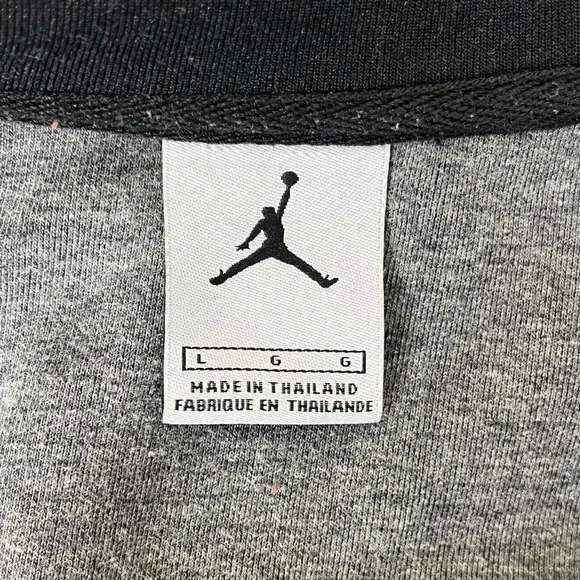 L G G
MADE IN THAILAND
FABRIQUE EN THAILANDE